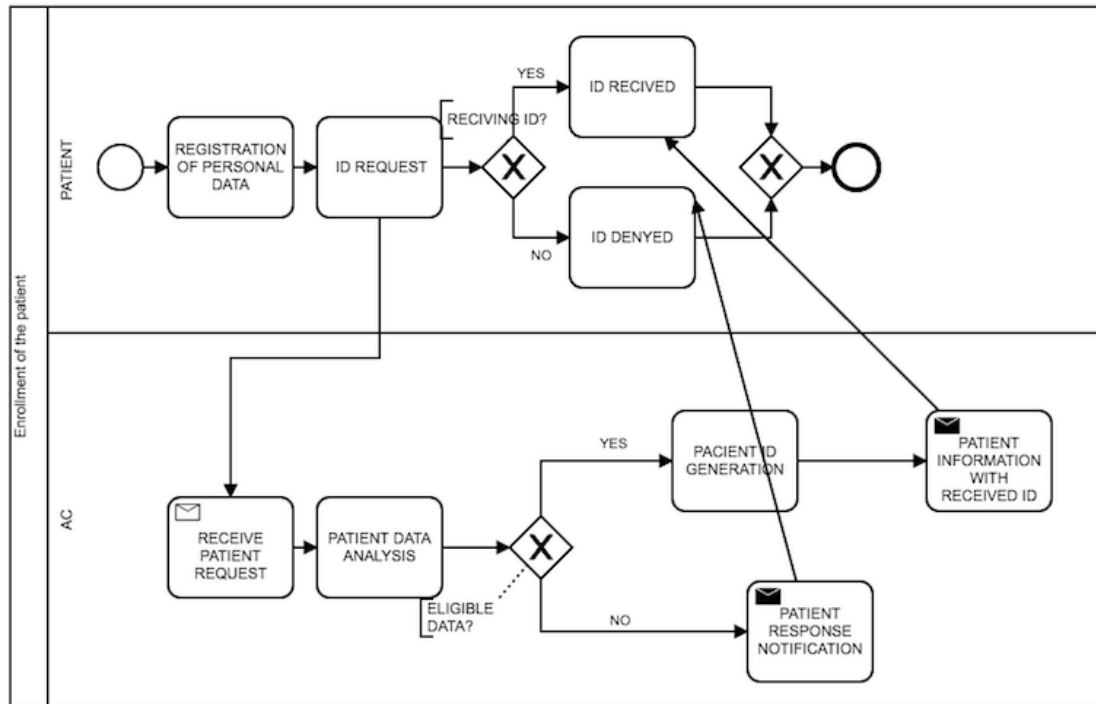 Enrollment of the patient
PATIENT
REGISTRATION
OF PERSONAL
DATA
ID REQUEST
RECIVING ID?
YES
ID RECIVED
NO
ID DENYED
AC
RECEIVE
PATIENT
REQUEST
PATIENT DATA
ANALYSIS
ELIGIBLE
DATA?
YES
PACIENT ID
GENERATION
PATIENT
INFORMATION
WITH
RECEIVED ID
NO
PATIENT
RESPONSE
NOTIFICATION